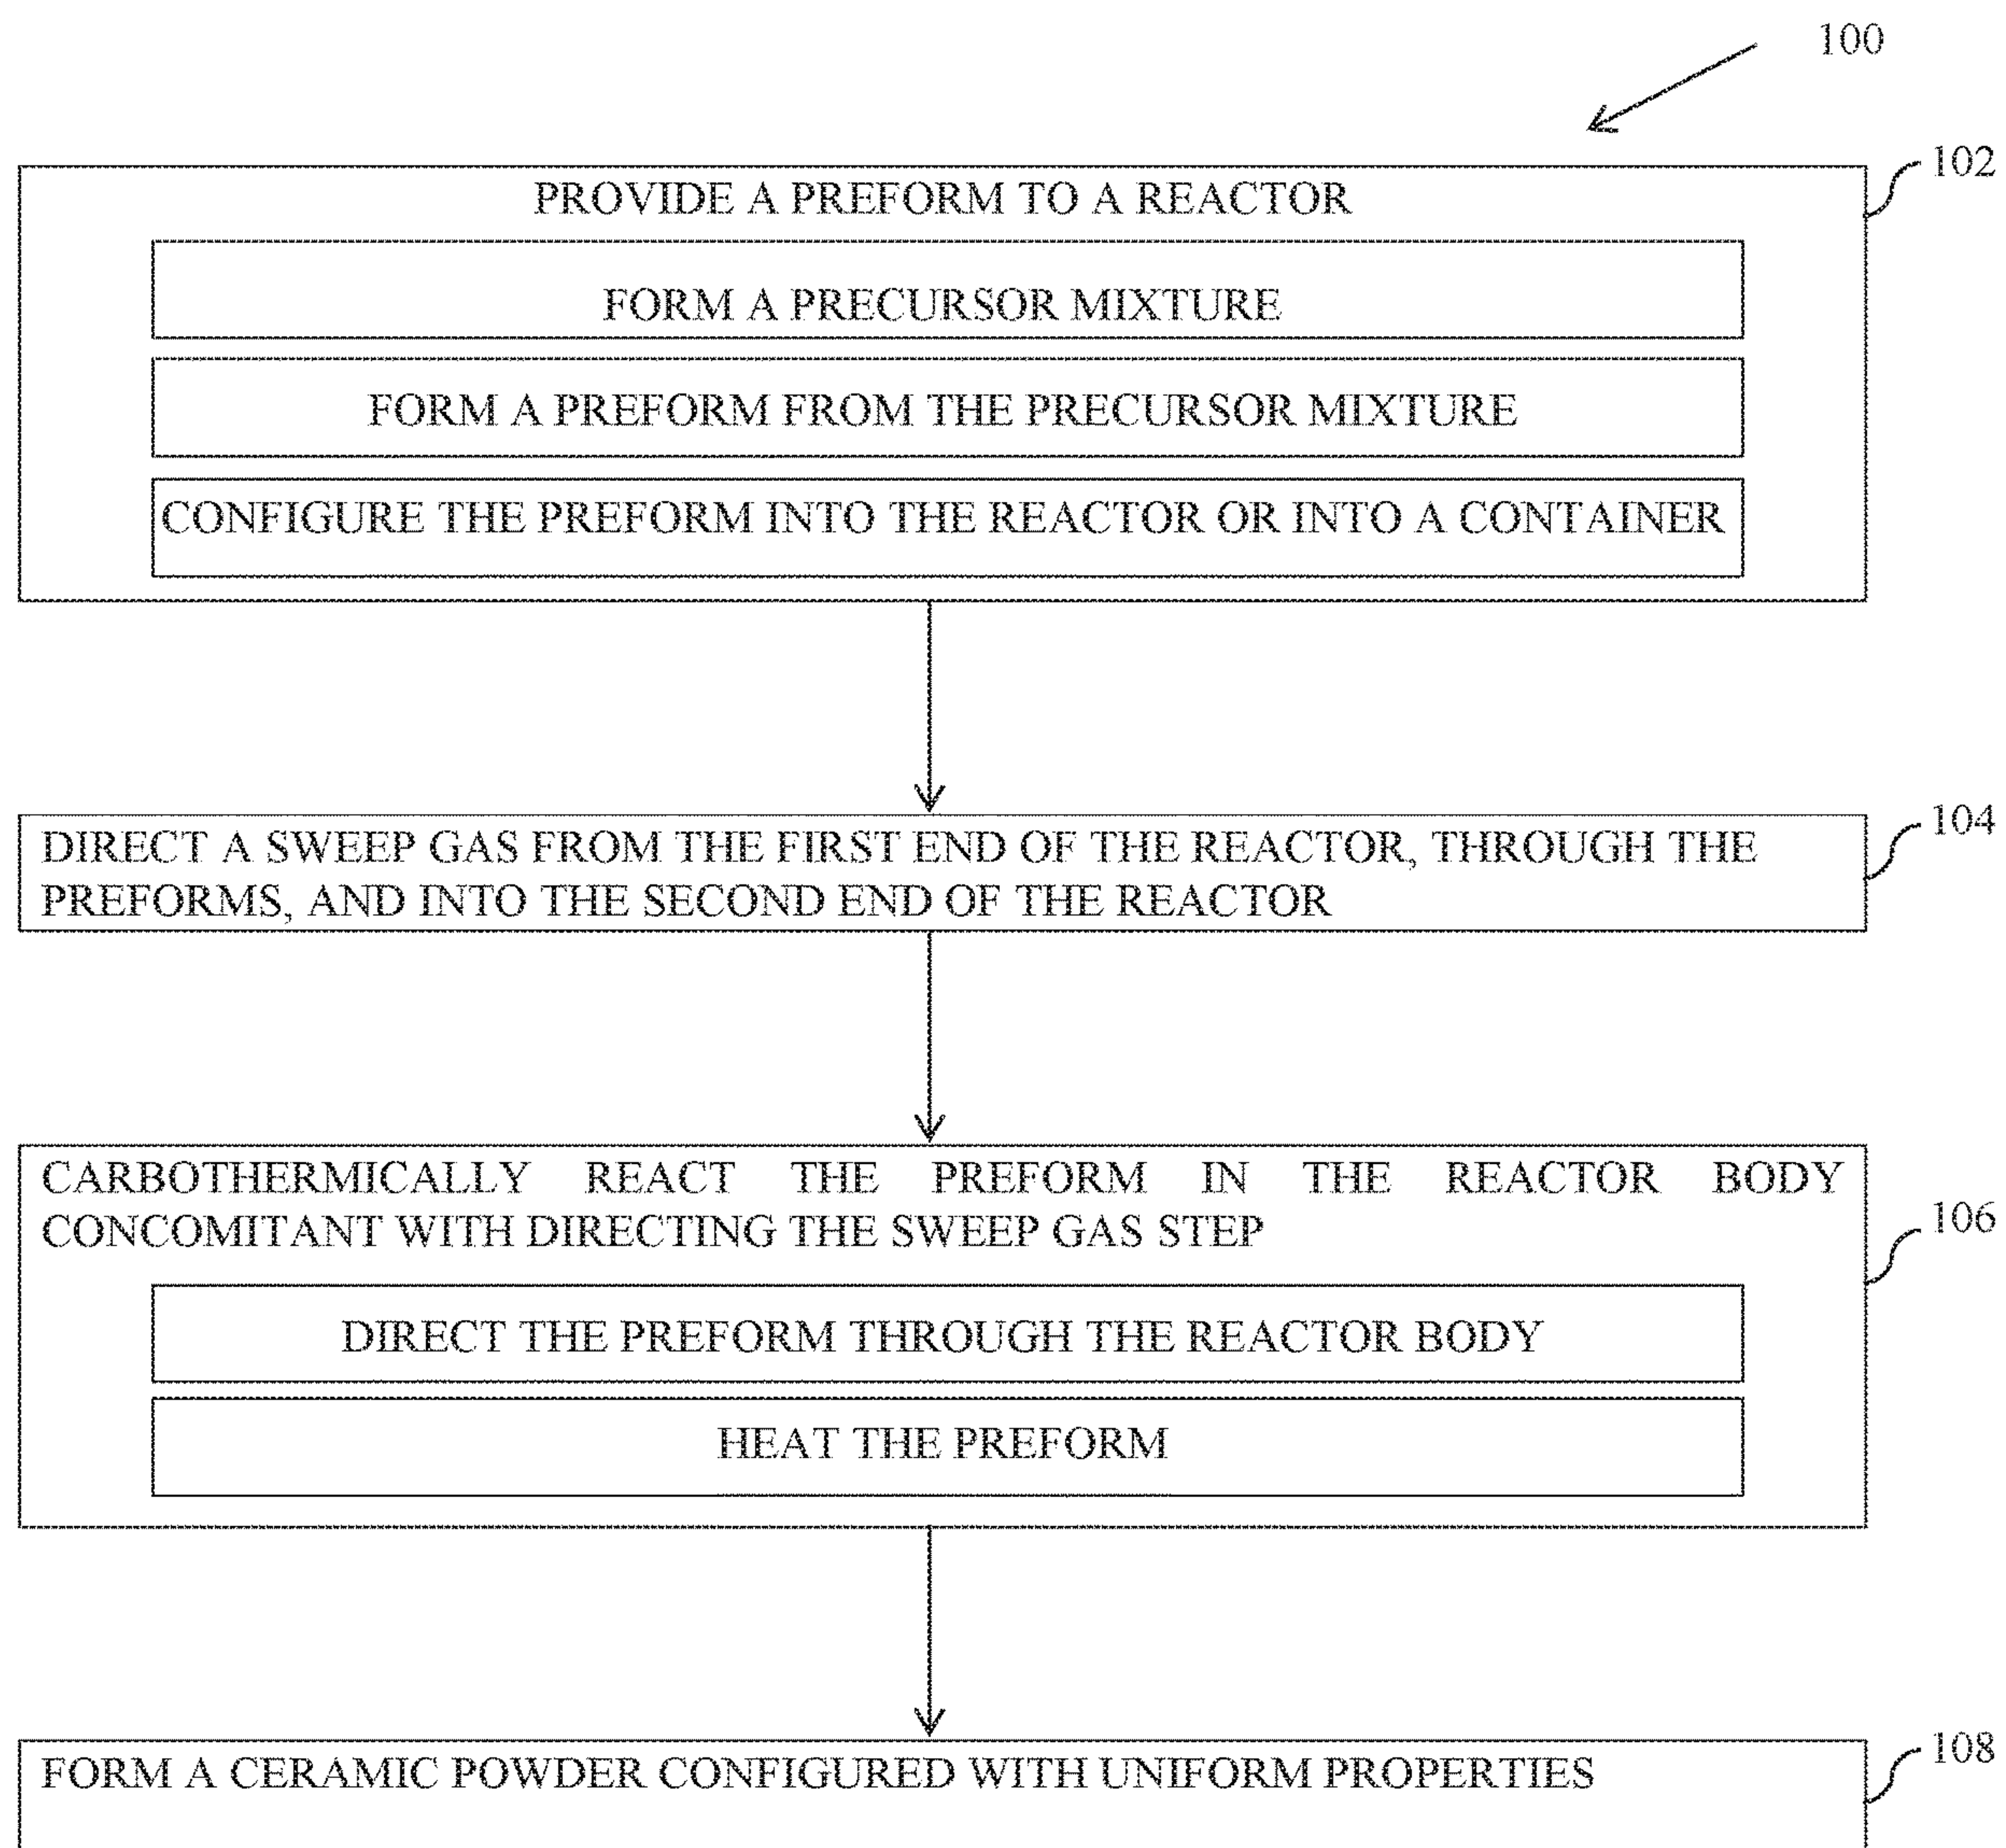 100
102
PROVIDE A PREFORM TO A REACTOR
FORM A PRECURSOR MIXTURE
FORM A PREFORM FROM THE PRECURSOR MIXTURE
CONFIGURE THE PREFORM INTO THE REACTOR OR INTO A CONTAINER
104
DIRECT A SWEEP GAS FROM THE FIRST END OF THE REACTOR, THROUGH THE
PREFORMS, AND INTO THE SECOND END OF THE REACTOR
CARBOTHERMICALLY REACT THE PREFORM IN THE REACTOR BODY
106
CONCOMITANT WITH DIRECTING THE SWEEP GAS STEP
DIRECT THE PREFORM THROUGH THE REACTOR BODY
HEAT THE PREFORM
108
FORM A CERAMIC POWDER CONFIGURED WITH UNIFORM PROPERTIES